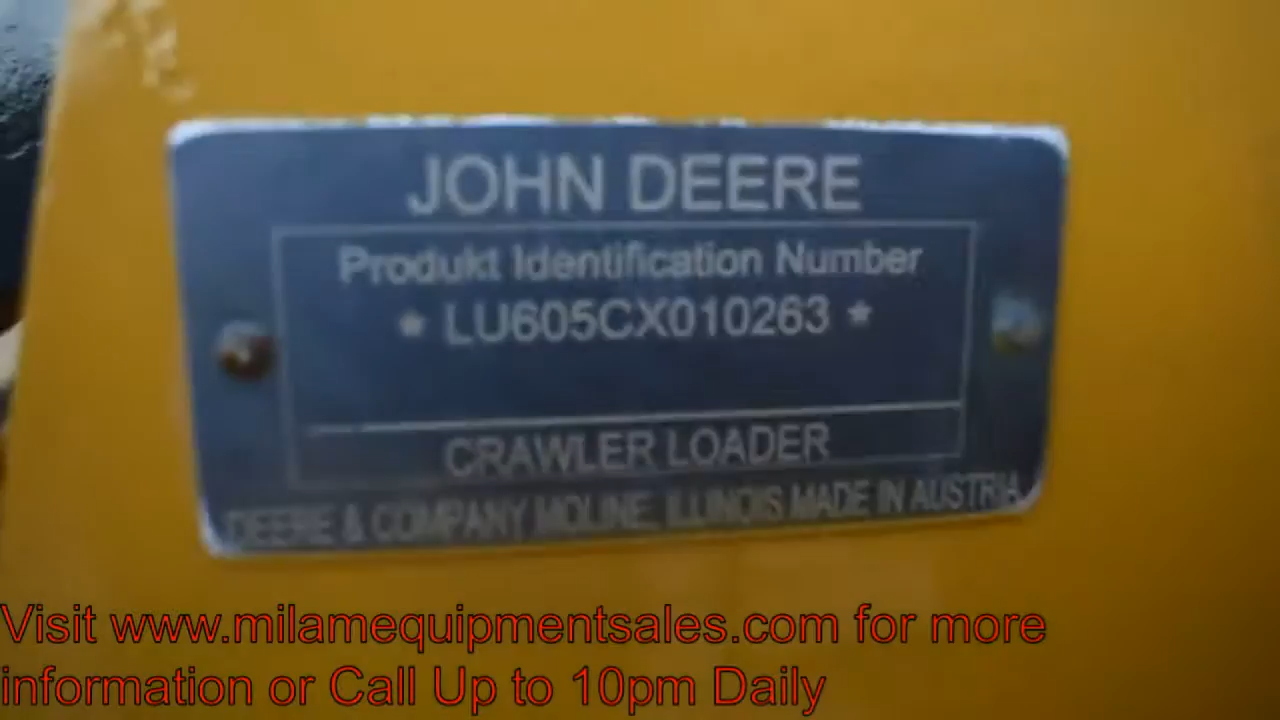 JOHN DEERE
Produkt Identification Number
* LU605CX010263 *
CRAWLER LOADER
DEERE & COMPANY MOLINE, ILLINOIS MADE IN AUSTRIA
Visit www.milamequipmentsales.com for more
information or Call Up to 10pm Daily